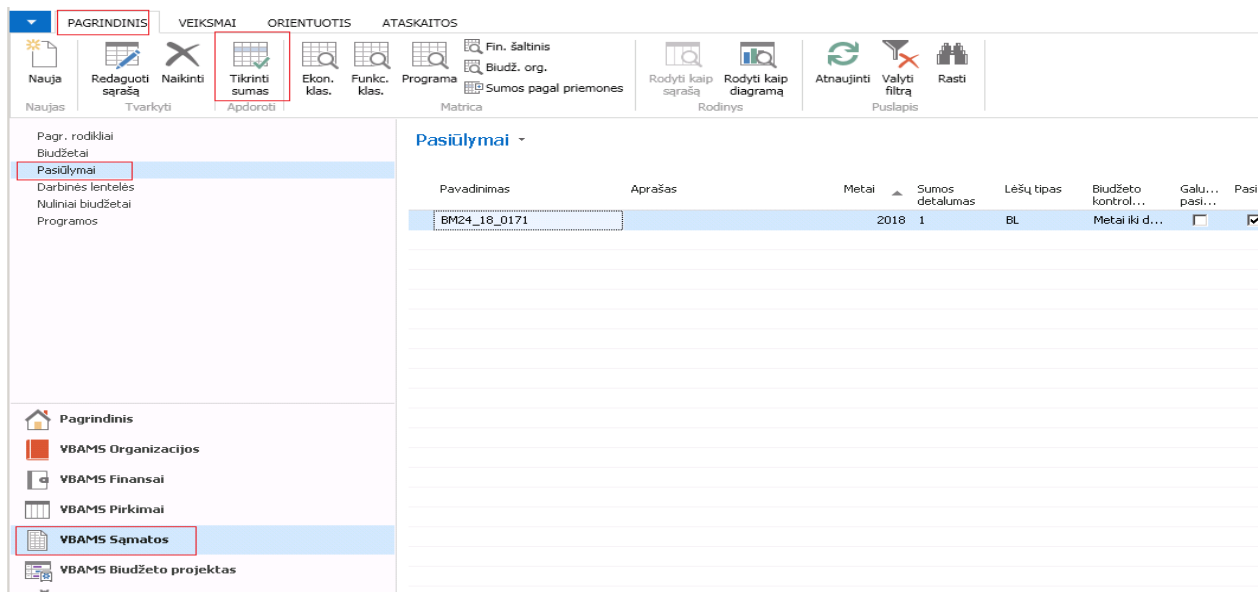 PAGRINDINIS VEIKSMAI ORIENTUOTIS ATASKAITOS
Nauja
Redaguoti sąrašą
Naikinti
Tikrinti sumas
Ekon. klas.
Funkc. klas.
Programa
Fin. šaltinis
Biudž. org.
Sumos pagal priemones
Rodyti kaip sąrašą
Rodyti kaip diagramą
Atnaujinti
Valyti filtrą
Rasti
Naujas Tvarkyti Apdoroti Matrica Rodinys Puslapis
Pagr. rodikliai
Biudžetai
Pasiūlymai
Darbinės lentelės
Nuliniai biudžetai
Programos
Pasiūlymai
Pavadinimas Aprašas Metai Sumos detalumas Lėšų tipas Biudžeto kontrol... Galu... pasi... Pasi
BM24_18_0171 2018 1 BL Metai iki d...
Pagrindinis
VBAMS Organizacijos
VBAMS Finansai
VBAMS Pirkimai
VBAMS Sąmatos
VBAMS Biudžeto projektas